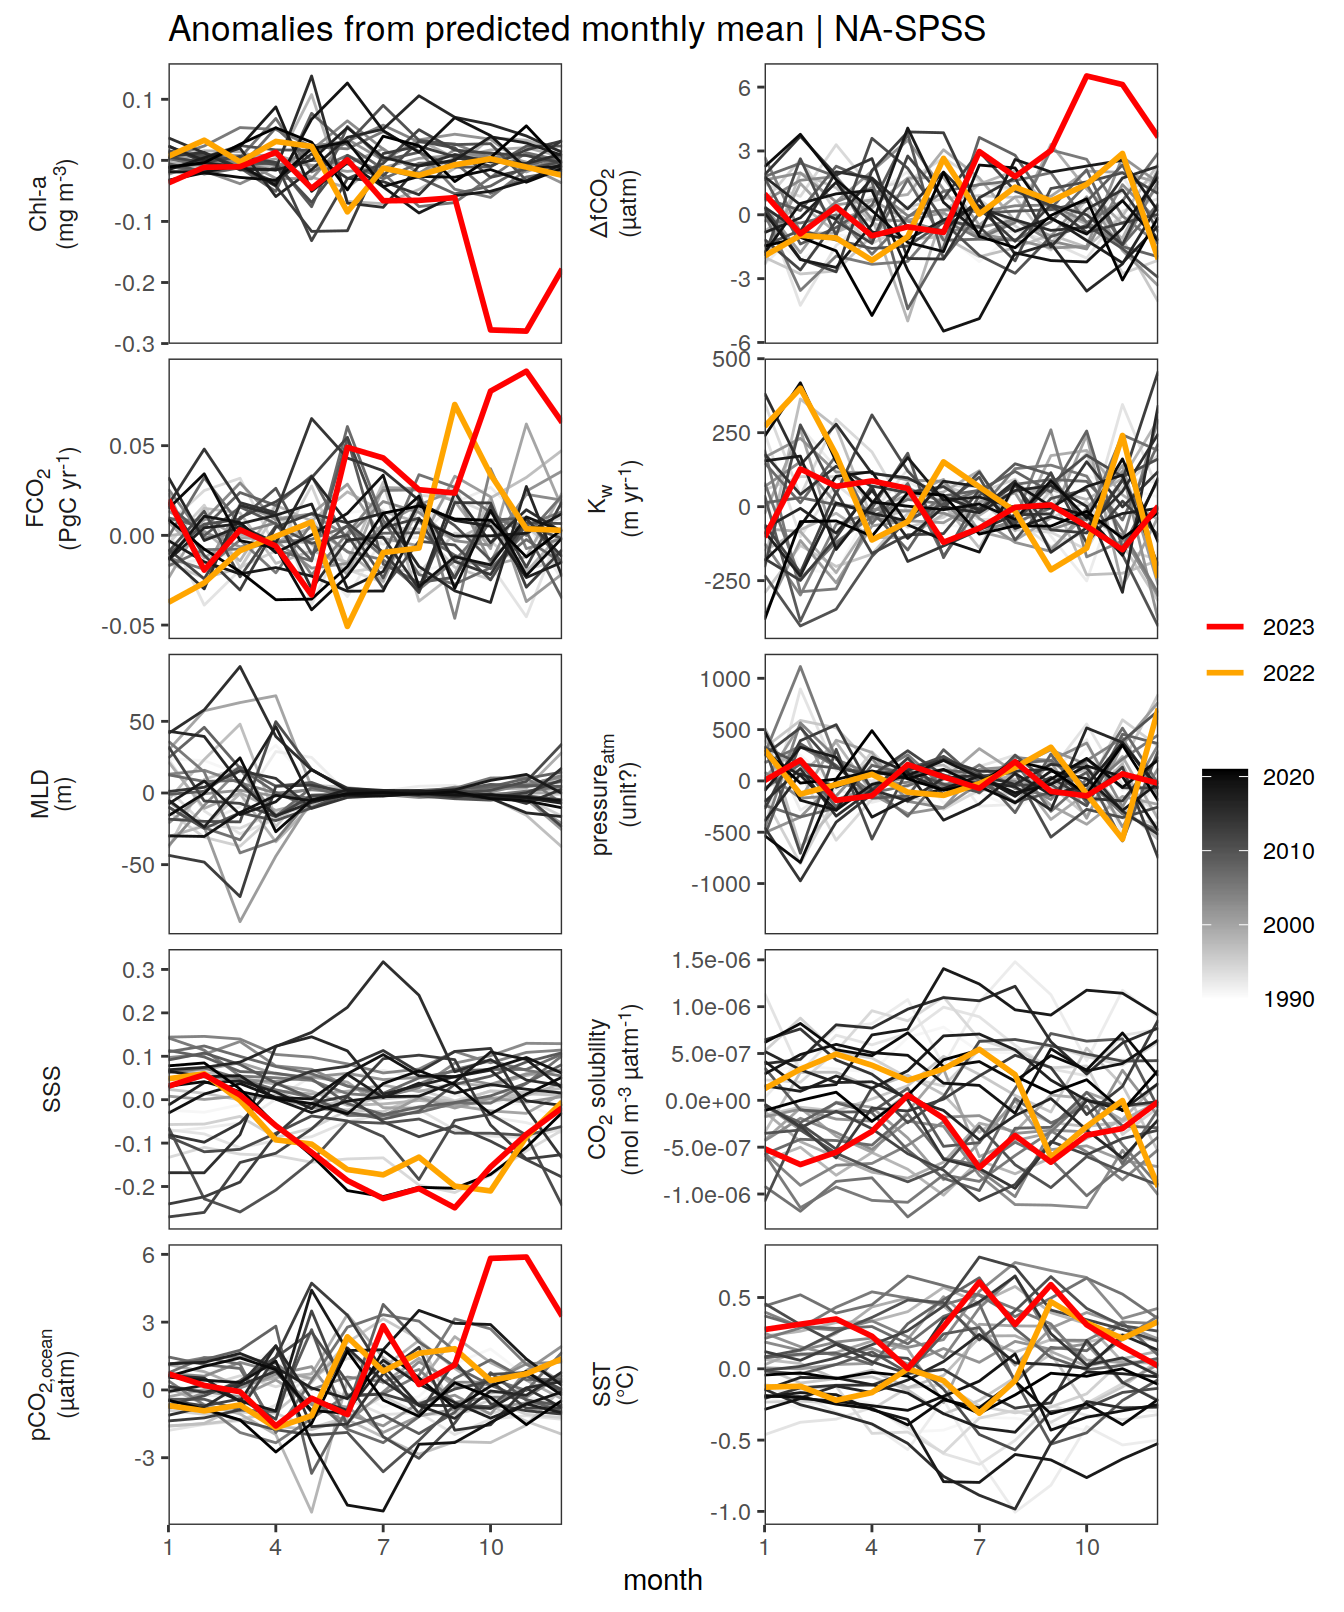 Anomalies from predicted monthly mean | NA-SPSS
Chl-a
(mg m⁻³)
0.1
0.0
-0.1
-0.2
-0.3
ΔfCO₂
(µatm)
6
3
0
-3
-6
FCO₂
(PgC yr⁻¹)
0.05
0.00
-0.05
K_w
(m yr⁻¹)
500
250
0
-250
MLD
(m)
50
0
-50
pressure_atm
(unit?)
1000
500
0
-500
-1000
SSS
0.3
0.2
0.1
0.0
-0.1
-0.2
CO₂ solubility
(mol m⁻³ µatm⁻¹)
1.5e-06
1.0e-06
5.0e-07
0.0e+00
-5.0e-07
-1.0e-06
pCO₂,ocean
(µatm)
6
3
0
-3
1 4 7 10
SST
(°C)
0.5
0.0
-0.5
-1.0
1 4 7 10
month
2023
2022
2020
2010
2000
1990